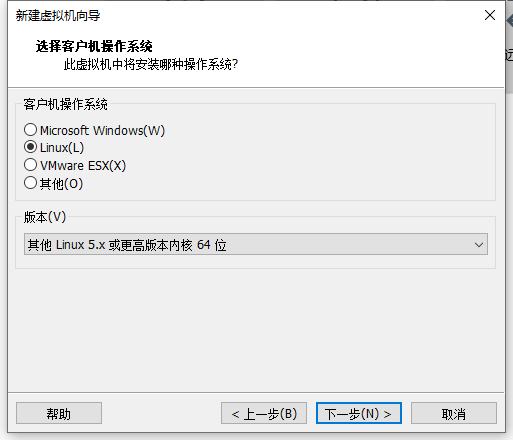 新建虚拟机向导
选择客户机操作系统
此虚拟机中将安装哪种操作系统?
远
客户机操作系统
Microsoft Windows(W)
Linux(L)
VMware ESX(X)
其他(O)
版本(V)
其他 Linux 5.x 或更高版本内核 64 位
帮助
< 上一步(B)
下一步(N) >
取消